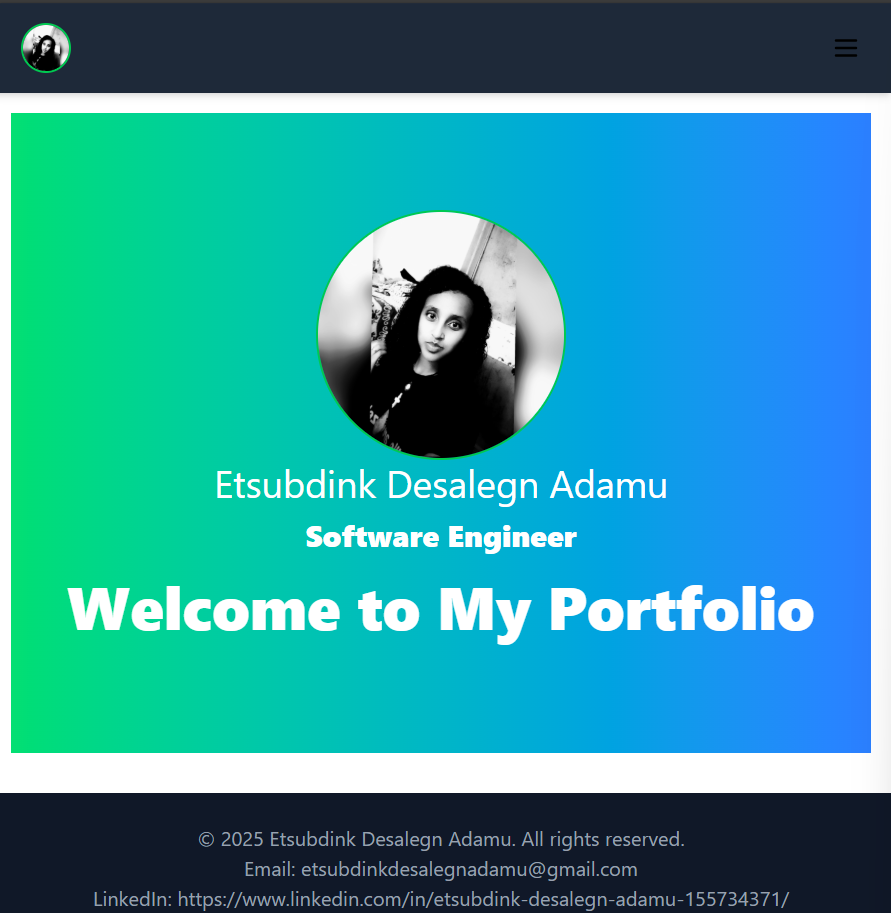 Etsubdink Desalegn Adamu
Software Engineer
Welcome to My Portfolio
© 2025 Etsubdink Desalegn Adamu. All rights reserved.
Email: etsubdinkdesalegnadamu@gmail.com
LinkedIn: https://www.linkedin.com/in/etsubdink-desalegn-adamu-155734371/